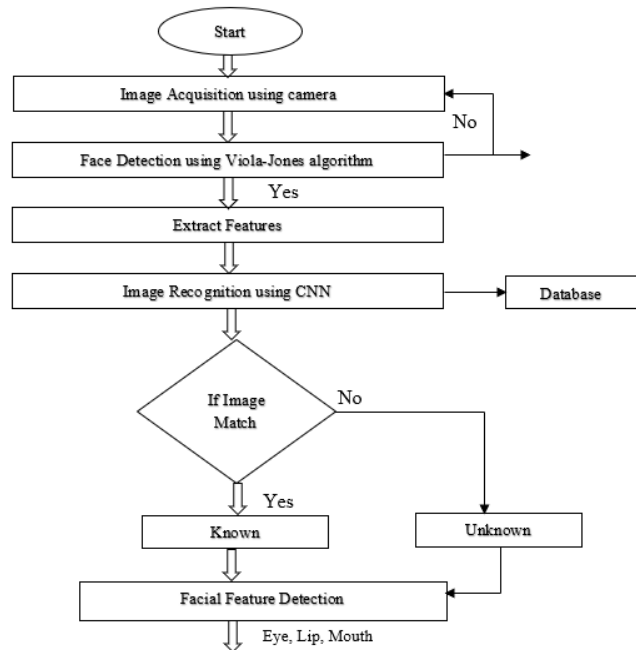 Start
Image Acquisition using camera
No
Face Detection using Viola-Jones algorithm
Yes
Extract Features
Image Recognition using CNN
Database
If Image
Match
No
Yes
Known
Unknown
Facial Feature Detection
Eye, Lip, Mouth